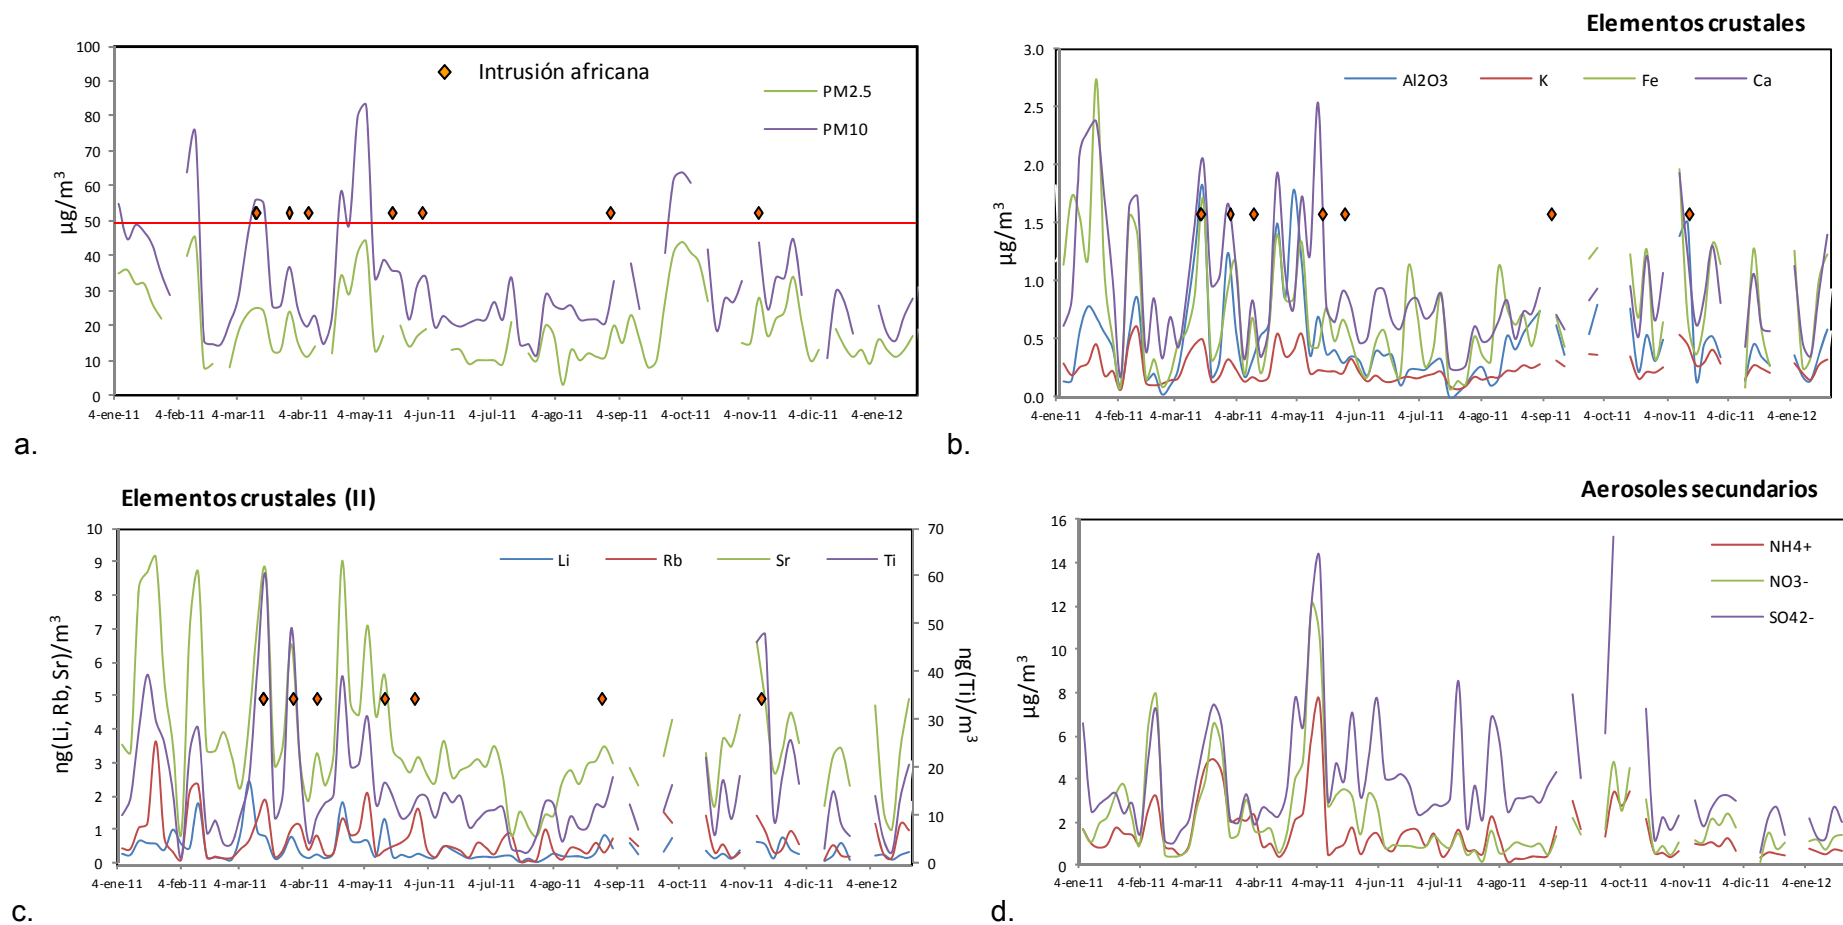 100
90
80
70
60
50
40
30
20
10
0
µg/m³
Intrusión africana
PM2.5
PM10
4-ene-11 4-feb-11 4-mar-11 4-abr-11 4-may-11 4-jun-11 4-jul-11 4-ago-11 4-sep-11 4-oct-11 4-nov-11 4-dic-11 4-ene-12
a.
Elementos crustales
3.0
2.5
2.0
1.5
1.0
0.5
0.0
µg/m³
Al2O3 K Fe Ca
4-ene-11 4-feb-11 4-mar-11 4-abr-11 4-may-11 4-jun-11 4-jul-11 4-ago-11 4-sep-11 4-oct-11 4-nov-11 4-dic-11 4-ene-12
b.
Elementos crustales (II)
10
9
8
7
6
5
4
3
2
1
0
ng(Li, Rb, Sr)/m³
Li Rb Sr Ti
70
60
50
40
30
20
10
0
ng(Ti)/m³
4-ene-11 4-feb-11 4-mar-11 4-abr-11 4-may-11 4-jun-11 4-jul-11 4-ago-11 4-sep-11 4-oct-11 4-nov-11 4-dic-11 4-ene-12
c.
Aerosoles secundarios
16
14
12
10
8
6
4
2
0
µg/m³
NH4+
NO3-
SO42-
4-ene-11 4-feb-11 4-mar-11 4-abr-11 4-may-11 4-jun-11 4-jul-11 4-ago-11 4-sep-11 4-oct-11 4-nov-11 4-dic-11 4-ene-12
d.